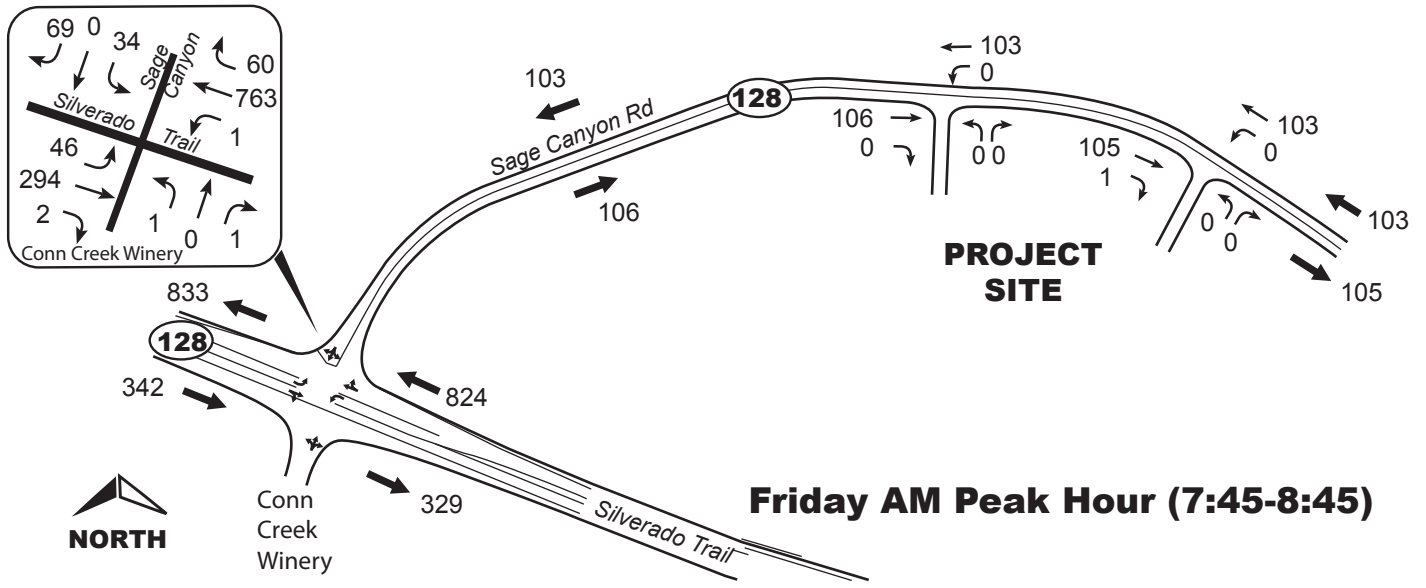 69 0
34
Sage
Canyon
60
763
Silverado
Trail
1
46
294
2
1
0
1
Conn Creek Winery
103
Sage Canyon Rd
128
106
103
0
106
0
0 0
105
1
103
0
0
0
103
105
PROJECT
SITE
833
128
342
824
329
Conn
Creek
Winery
Silverado Trail
NORTH
Friday AM Peak Hour (7:45-8:45)